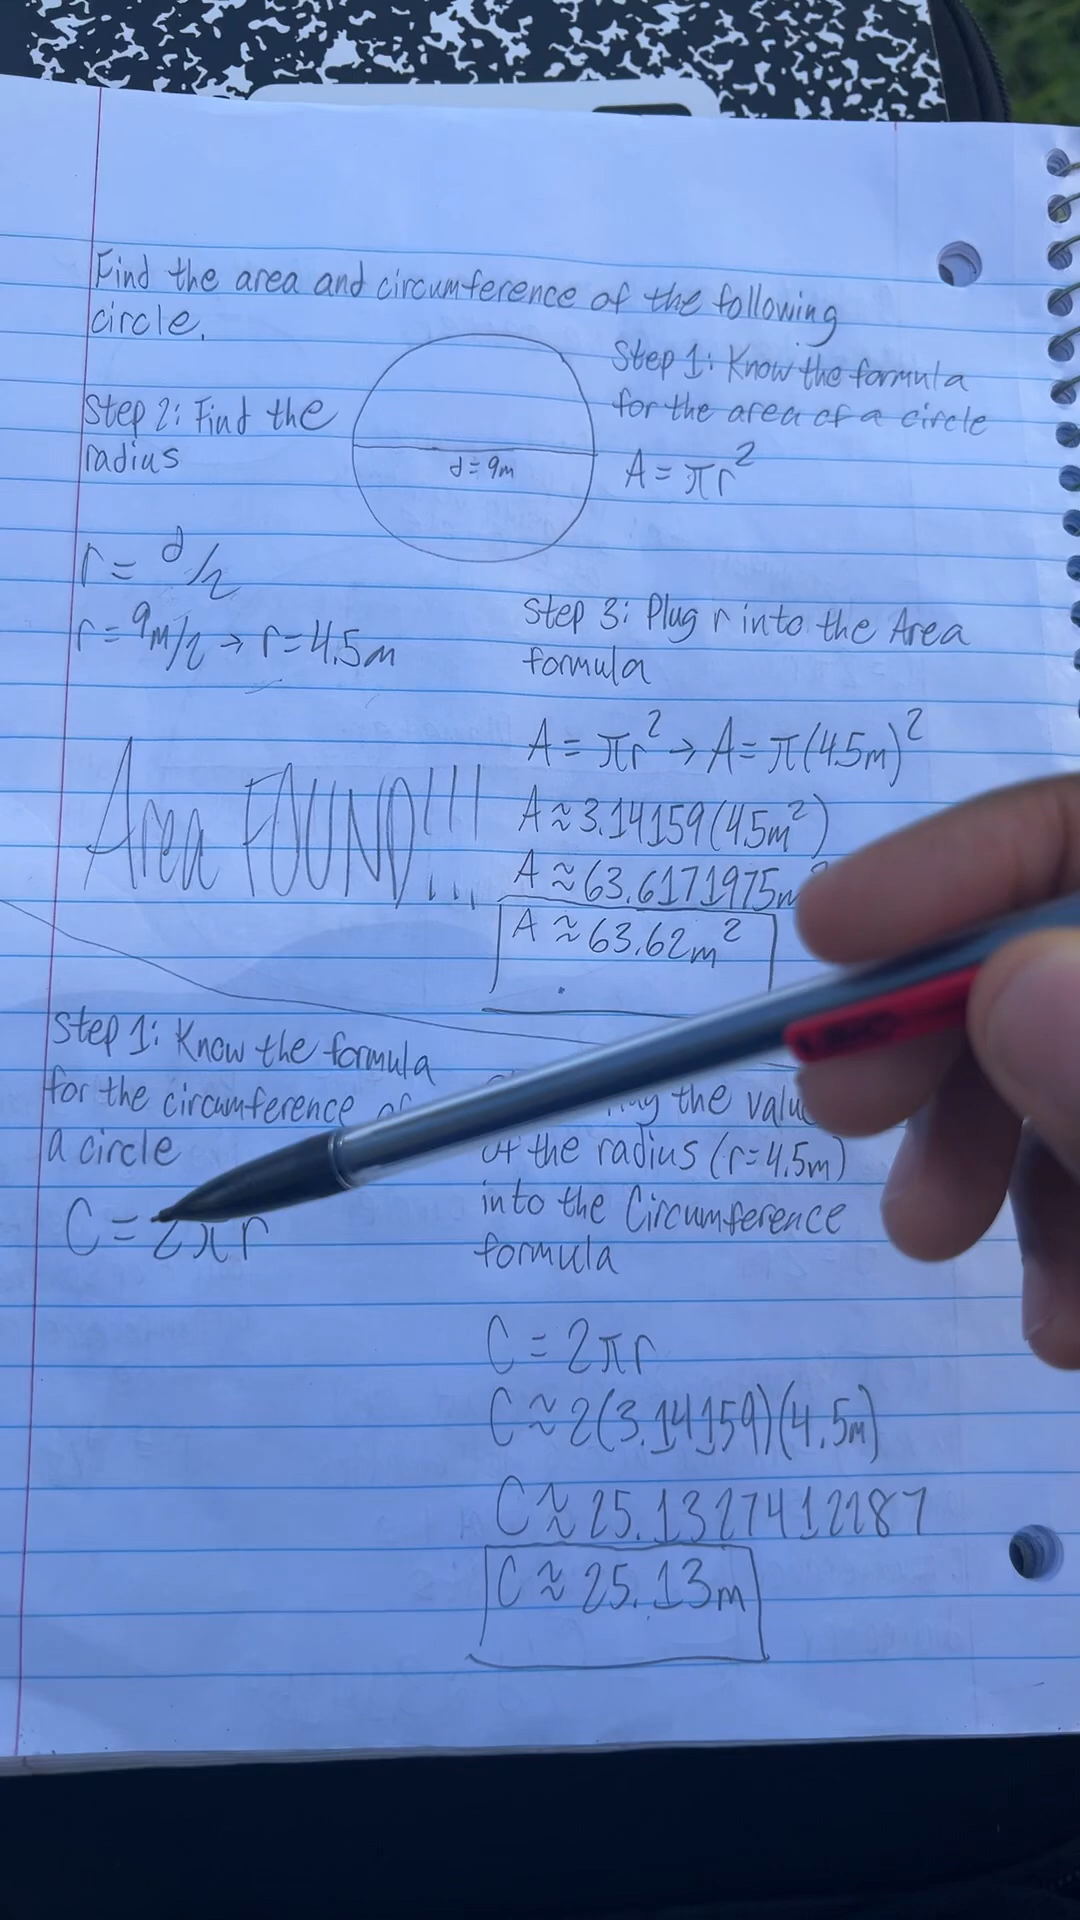 Find the area and circumference of the following
circle.
Step 1: Know the formula
for the area of a circle
A = πr²
d = 9m
Step 2: Find the
radius
r = d/2
r = 9m/2 → r = 4.5m
Step 3: Plug r into the Area
formula
A = πr² → A = π(4.5m)²
A ≈ 3.14159(4.5m²)
A ≈ 63.6171975m²
A ≈ 63.62m²
Area FOUND!!!
Step 1: Know the formula
for the circumference of
a circle
C = 2πr
the value
of the radius (r=4.5m)
into the Circumference
formula
C = 2πr
C ≈ 2(3.14159)(4.5m)
C ≈ 25.1327412287
C ≈ 25.13m